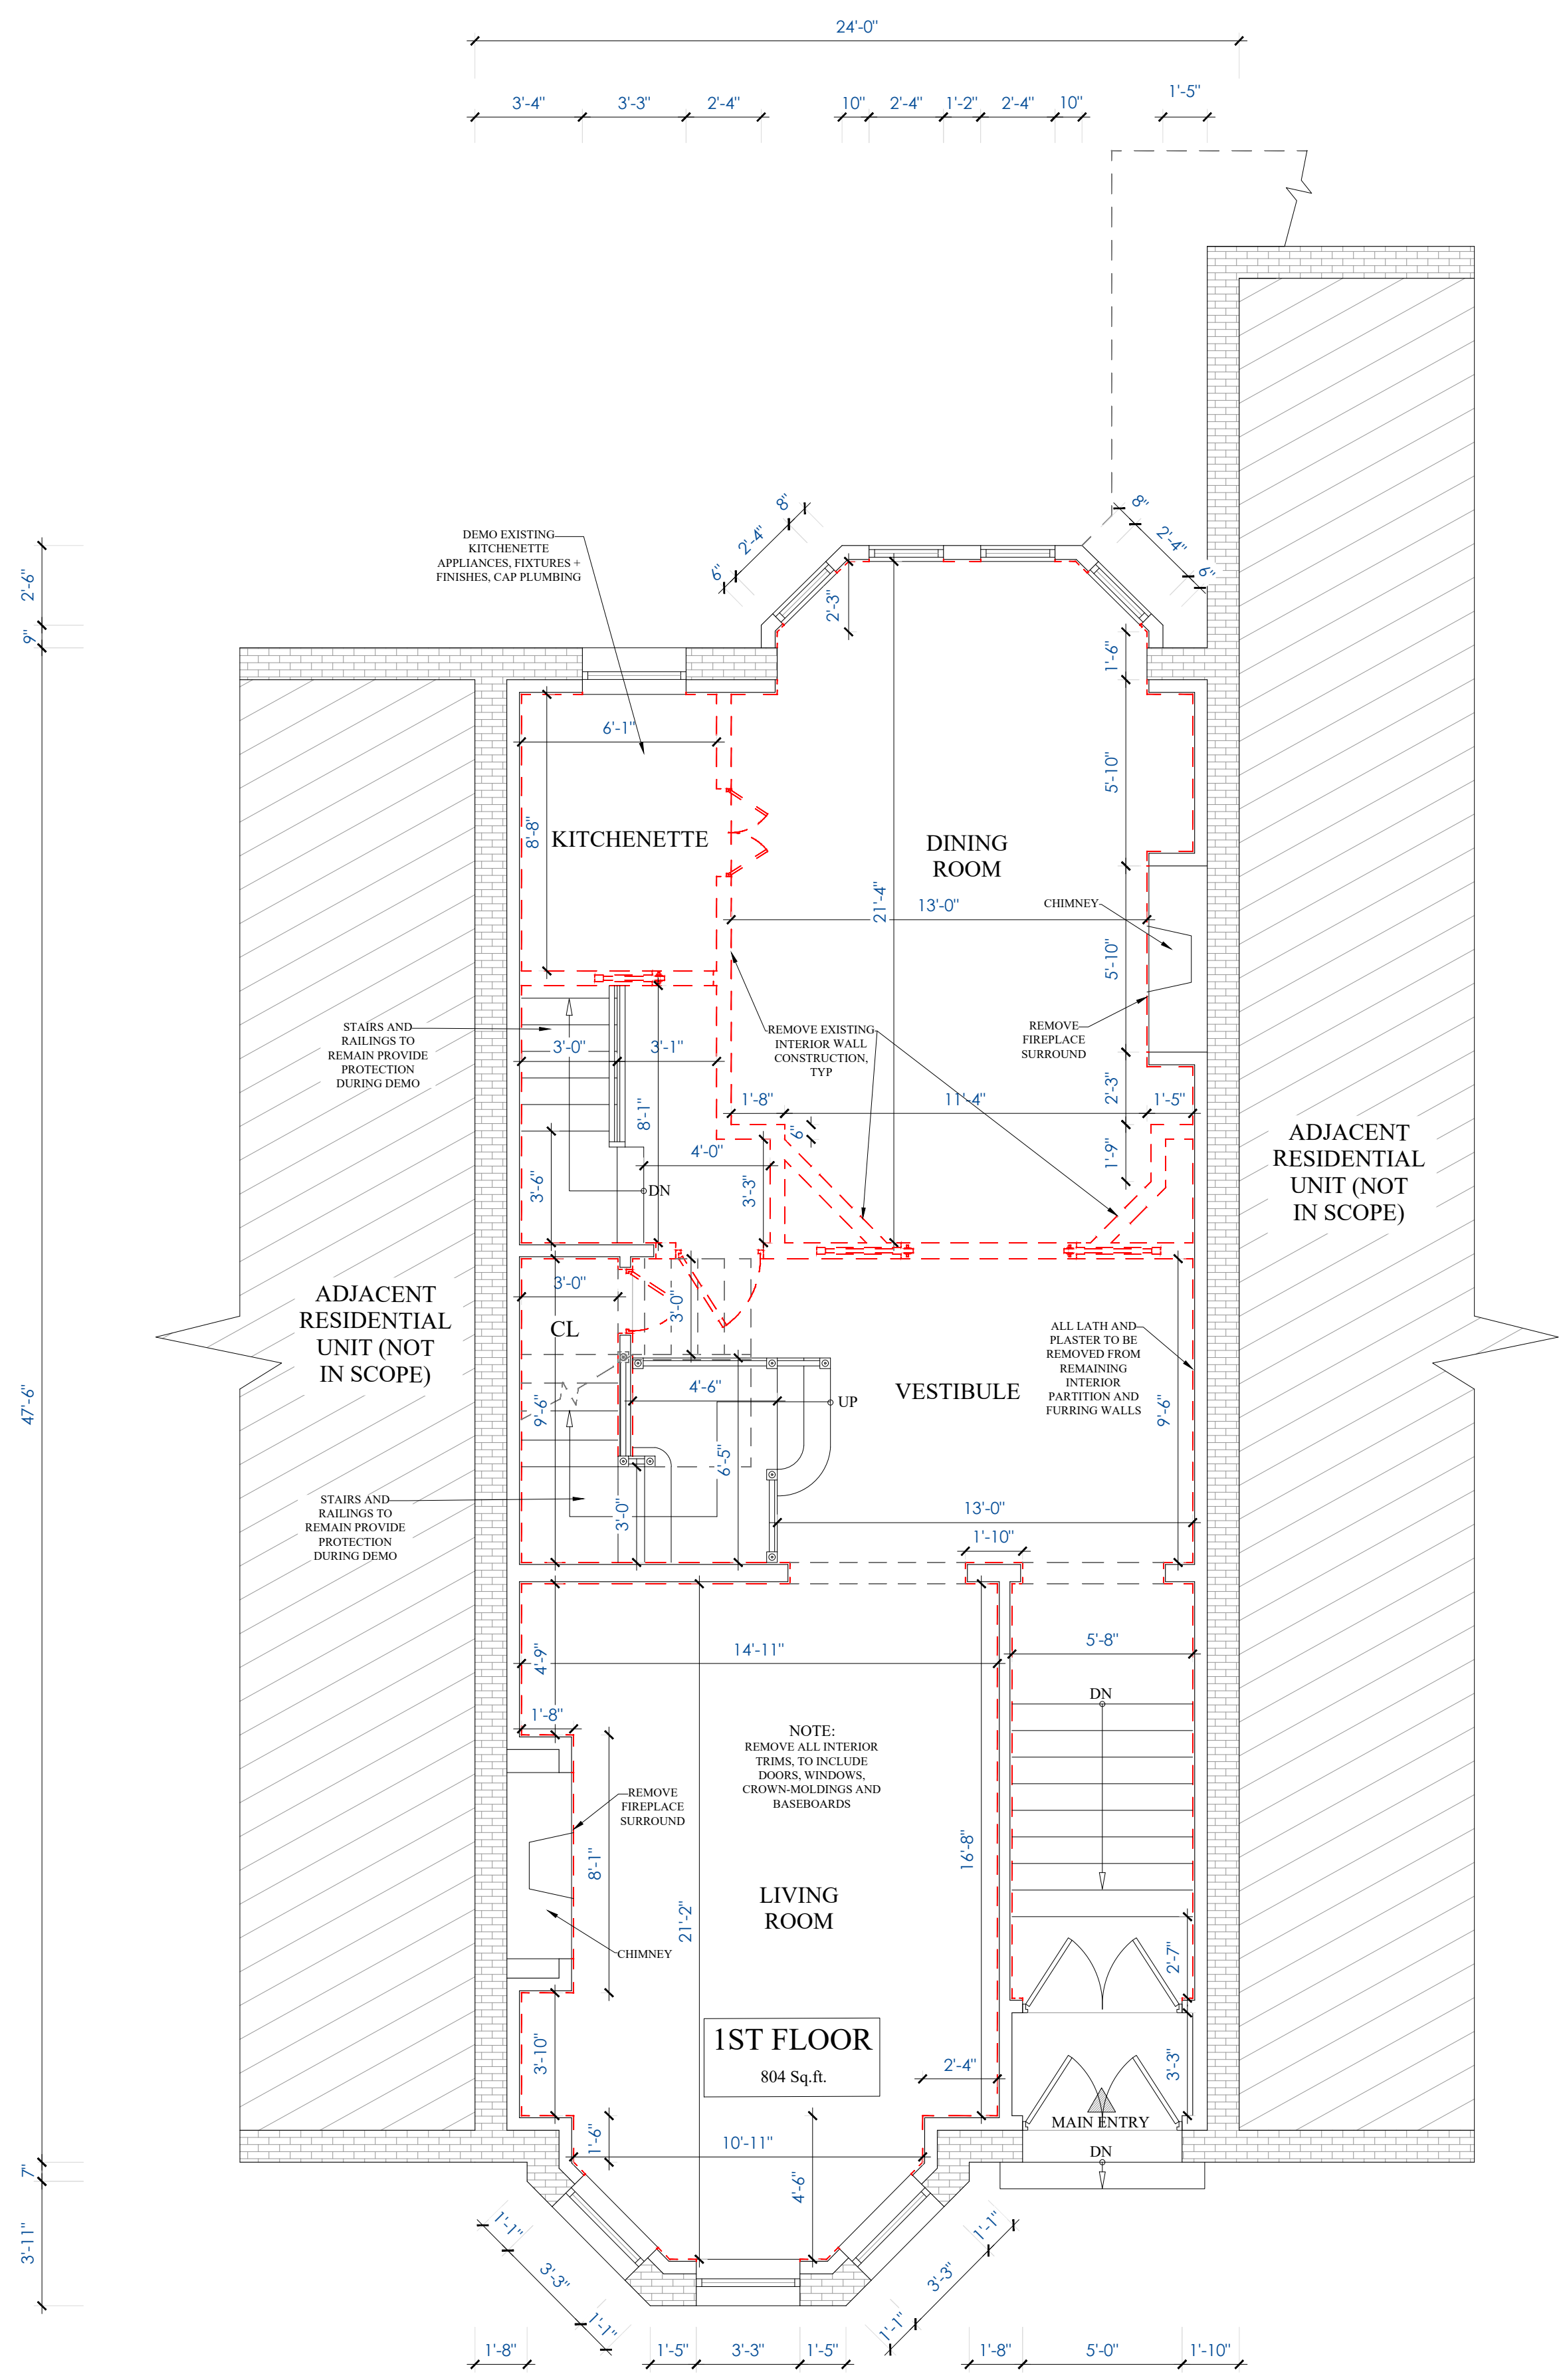 24'-0"
3'-4" 3'-3" 2'-4" 10" 2'-4" 1'-2" 2'-4" 10" 1'-5"
8" 2'-4" 6"
8" 2'-4" 6"
DEMO EXISTING
KITCHENETTE
APPLIANCES, FIXTURES +
FINISHES, CAP PLUMBING
2'-6"
9"
2'-3"
1'-6"
6'-1"
5'-10"
8'-8"
KITCHENETTE
DINING
ROOM
21'-4"
13'-0"
CHIMNEY
5'-10"
STAIRS AND
RAILINGS TO
REMAIN PROVIDE
PROTECTION
DURING DEMO
3'-0" 3'-1"
REMOVE EXISTING
INTERIOR WALL
CONSTRUCTION,
TYP
REMOVE
FIREPLACE
SURROUND
8'-1"
1'-8" 11'-4" 1'-5"
2'-3"
6"
4'-0"
1'-9"
3'-6"
DN
3'-3"
ADJACENT
RESIDENTIAL
UNIT (NOT
IN SCOPE)
ADJACENT
RESIDENTIAL
UNIT (NOT
IN SCOPE)
3'-0"
3'-0"
CL
ALL LATH AND
PLASTER TO BE
REMOVED FROM
REMAINING
INTERIOR
PARTITION AND
FURRING WALLS
47'-6"
9'-6"
4'-6"
UP
VESTIBULE
9'-6"
6'-5"
STAIRS AND
RAILINGS TO
REMAIN PROVIDE
PROTECTION
DURING DEMO
3'-0"
13'-0"
1'-10"
4'-9"
14'-11"
5'-8"
DN
1'-8"
NOTE:
REMOVE ALL INTERIOR
TRIMS, TO INCLUDE
DOORS, WINDOWS,
CROWN-MOLDINGS AND
BASEBOARDS
REMOVE
FIREPLACE
SURROUND
8'-1"
16'-8"
LIVING
ROOM
21'-2"
CHIMNEY
2'-7"
1ST FLOOR
804 Sq.ft.
3'-10"
2'-4"
3'-3"
MAIN ENTRY
DN
1'-6"
10'-11"
4'-6"
7"
3'-11"
1'-1" 3'-3" 1'-1"
1'-1" 3'-3" 1'-1"
1'-8" 1'-5" 3'-3" 1'-5" 1'-8" 5'-0" 1'-10"